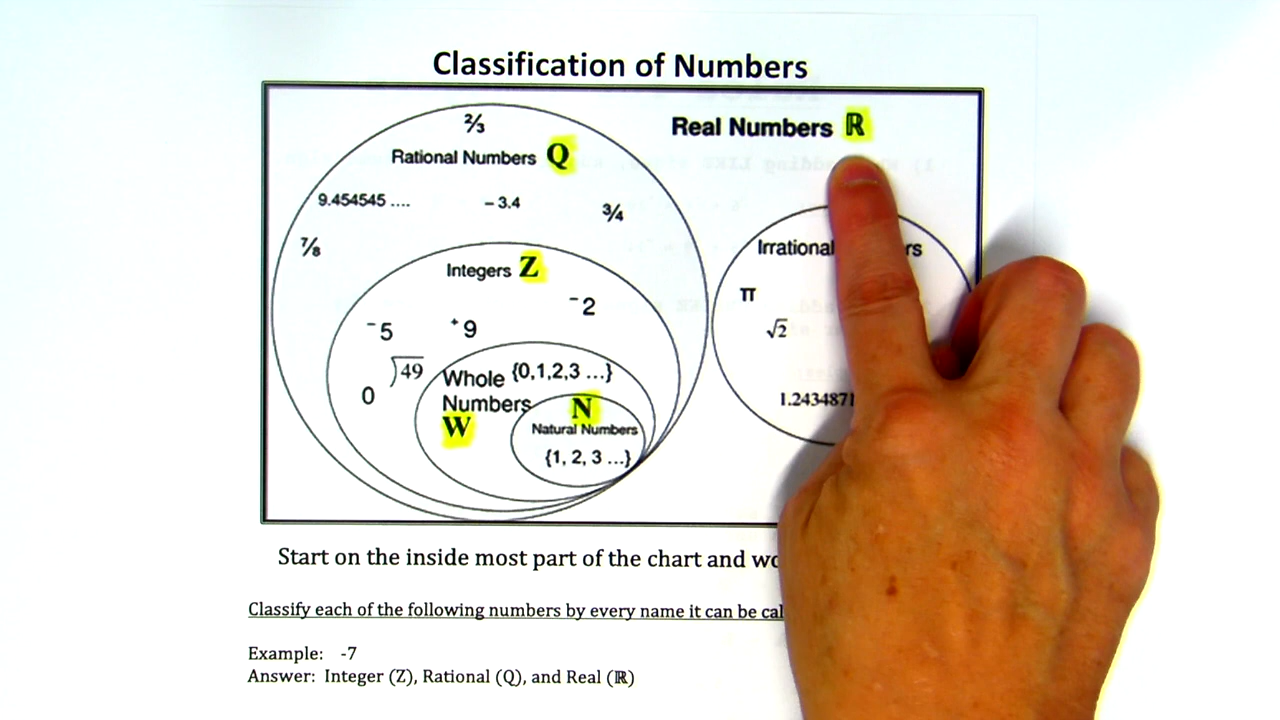 Classification of Numbers
Real Numbers ℝ
⅔
Rational Numbers Q
9.454545 ....
– 3.4
¾
⅞
Irrational
π
√2
1.2434871
Integers Z
⁻2
⁻5
⁺9
√49
0
Whole {0,1,2,3 ...}
Numbers
W
N
Natural Numbers
{1, 2, 3 ...}
Start on the inside most part of the chart and
Classify each of the following numbers by every name it can be
Example: -7
Answer: Integer (Z), Rational (Q), and Real (ℝ)